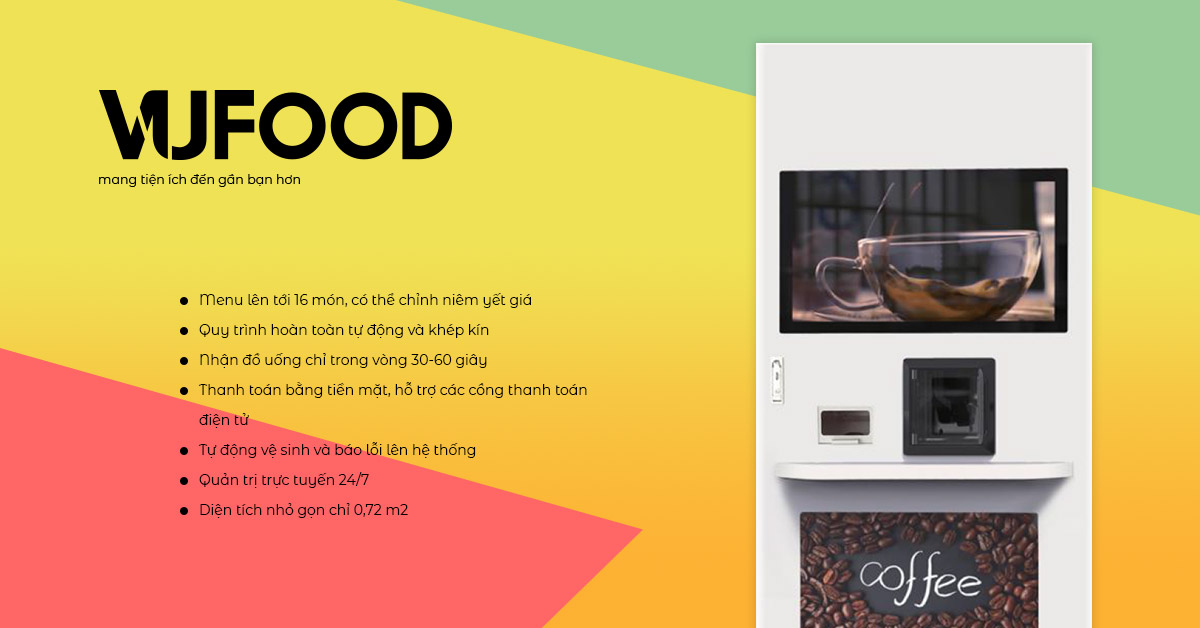 VUJFOOD
mang tiện ích đến gần bạn hơn
Menu lên tới 16 món, có thể chỉnh niêm yết giá
Quy trình hoàn toàn tự động và khép kín
Nhận đồ uống chỉ trong vòng 30-60 giây
Thanh toán bằng tiền mặt, hỗ trợ các cổng thanh toán
điện tử
Tự động vệ sinh và báo lỗi lên hệ thống
Quản trị trực tuyến 24/7
Diện tích nhỏ gọn chỉ 0,72 m2
coffee